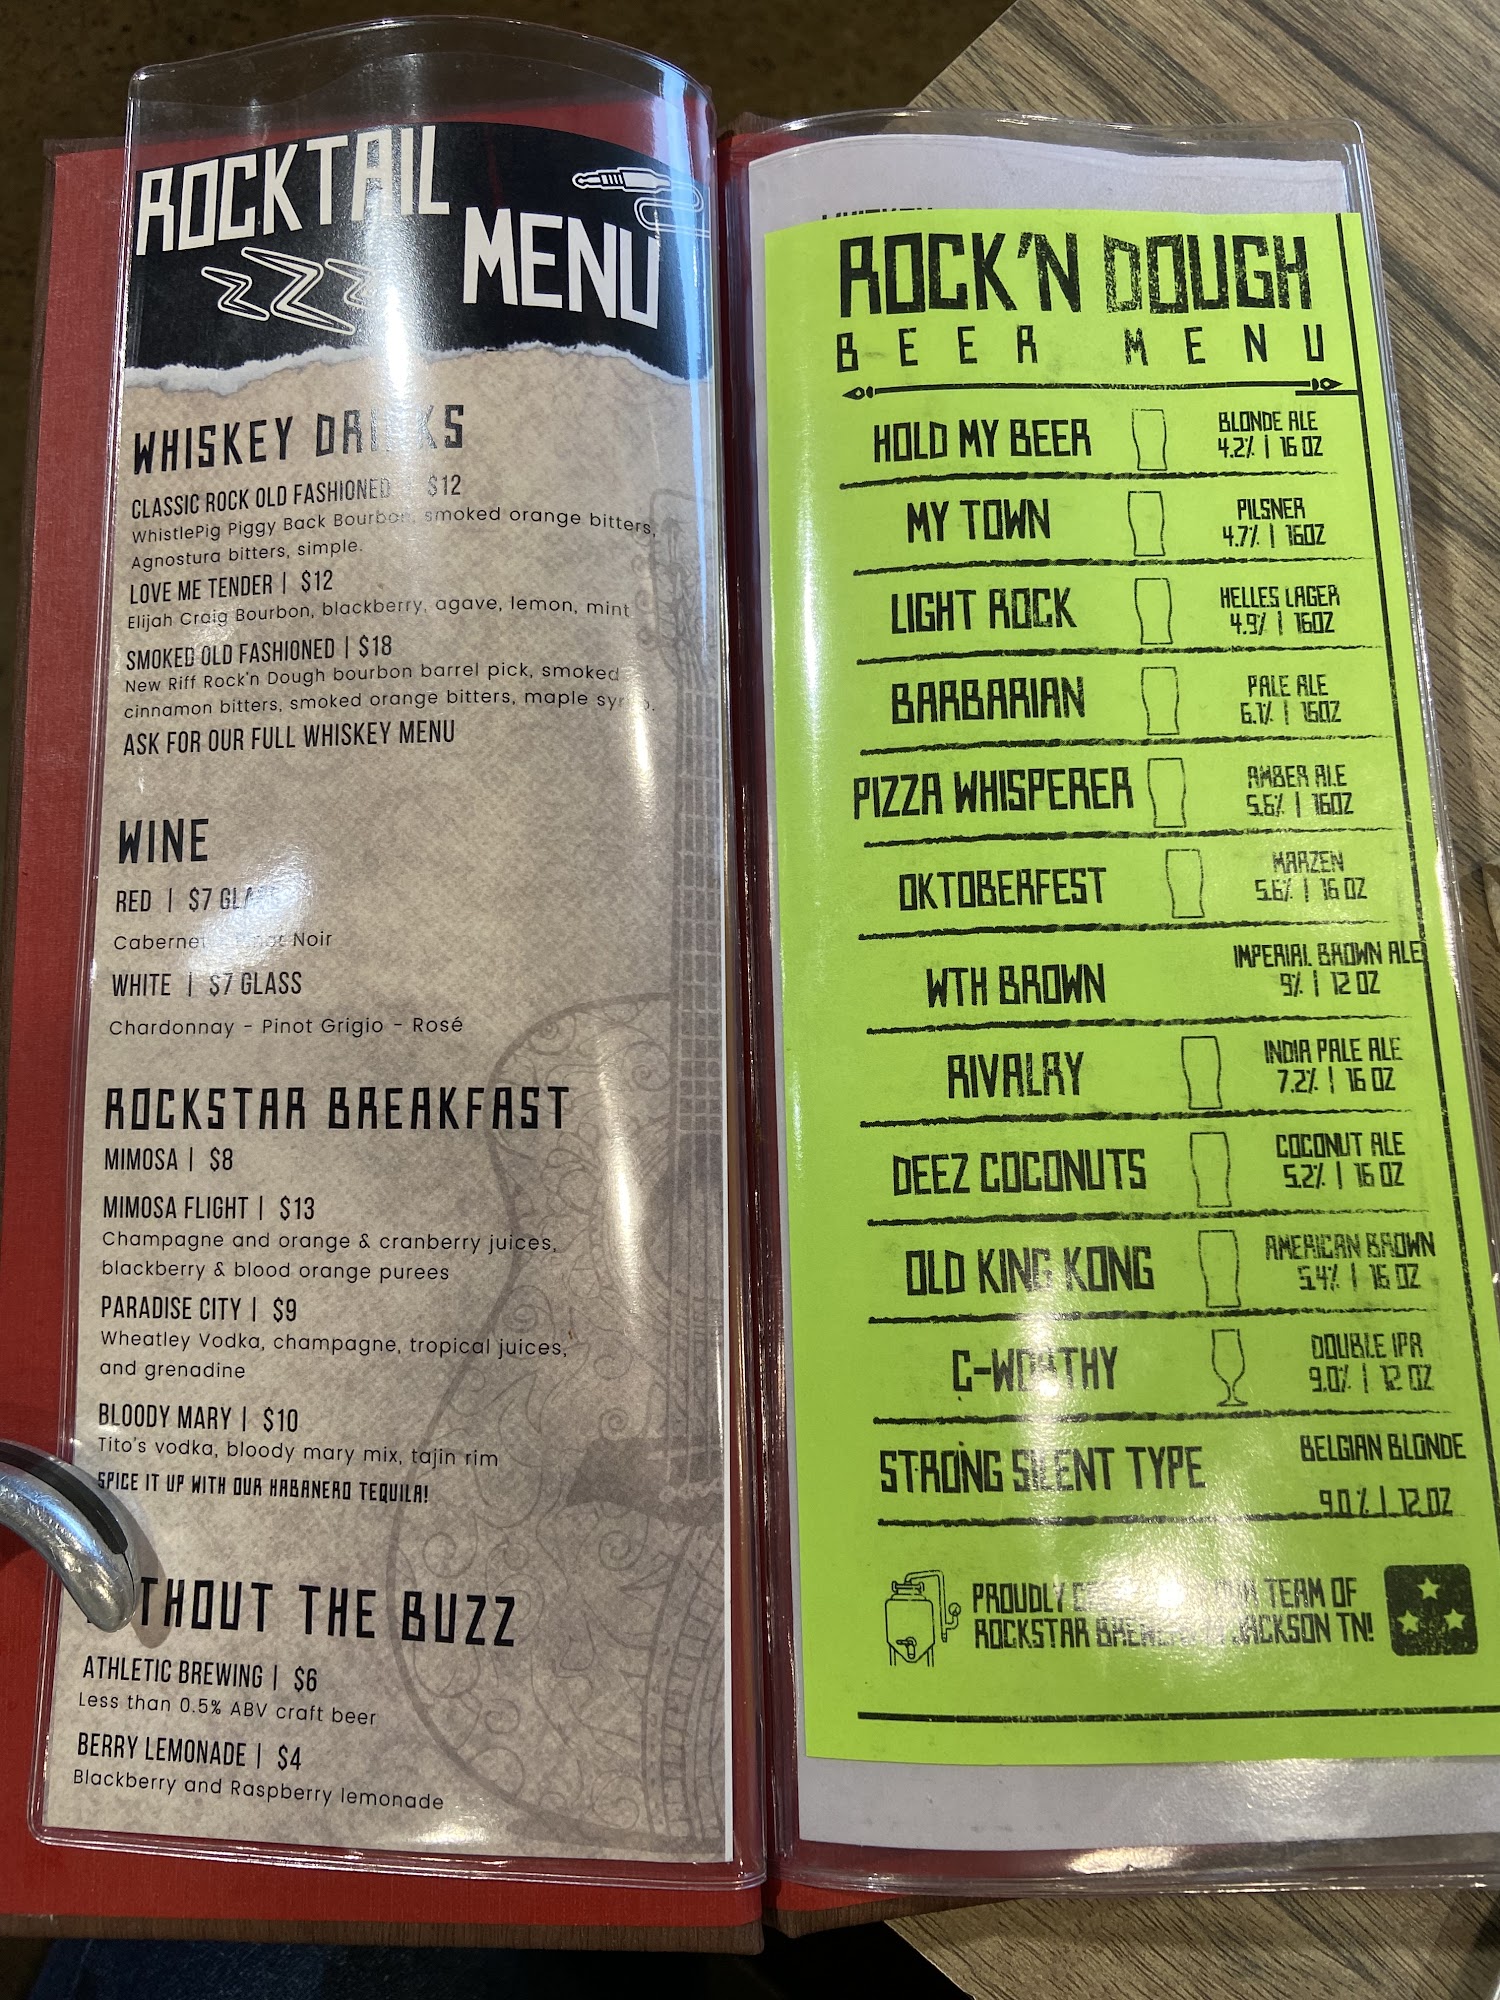 ROCKTAIL
MENU
WHISKEY DRINKS
CLASSIC ROCK OLD FASHIONED | $12
WhistlePig Piggy Back Bourbon, smoked orange bitters,
Agnostura bitters, simple.
LOVE ME TENDER | $12
Elijah Craig Bourbon, blackberry, agave, lemon, mint
SMOKED OLD FASHIONED | $18
New Riff Rock'n Dough bourbon barrel pick, smoked
cinnamon bitters, smoked orange bitters, maple syrup.
ASK FOR OUR FULL WHISKEY MENU
WINE
RED | $7 GLASS
Cabernet - Pinot Noir
WHITE | $7 GLASS
Chardonnay - Pinot Grigio - Rosé
ROCKSTAR BREAKFAST
MIMOSA | $8
MIMOSA FLIGHT | $13
Champagne and orange & cranberry juices,
blackberry & blood orange purees
PARADISE CITY | $9
Wheatley Vodka, champagne, tropical juices,
and grenadine
BLOODY MARY | $10
Tito's vodka, bloody mary mix, tajin rim
SPICE IT UP WITH OUR HABANERO TEQUILA!
THOUT THE BUZZ
ATHLETIC BREWING | $6
Less than 0.5% ABV craft beer
BERRY LEMONADE | $4
Blackberry and Raspberry lemonade
ROCK'N DOUGH
BEER MENU
HOLD MY BEER
BLONDE ALE
4.2% | 16 OZ
MY TOWN
PILSNER
4.7% | 16OZ
LIGHT ROCK
HELLES LAGER
4.9% | 16OZ
BARBARIAN
PALE ALE
6.1% | 16OZ
PIZZA WHISPERER
AMBER ALE
5.6% | 16OZ
OKTOBERFEST
MARZEN
5.6% | 16 OZ
WTH BROWN
IMPERIAL BROWN ALE
9% | 12 OZ
RIVALRY
INDIA PALE ALE
7.2% | 16 OZ
DEEZ COCONUTS
COCONUT ALE
5.2% | 16 OZ
OLD KING KONG
AMERICAN BROWN
5.4% | 16 OZ
C-WORTHY
DOUBLE IPA
9.0% | 12 OZ
STRONG SILENT TYPE
BELGIAN BLONDE
9.0% | 12 OZ
PROUDLY TEAM OF
ROCKSTAR BREWERY JACKSON TN!